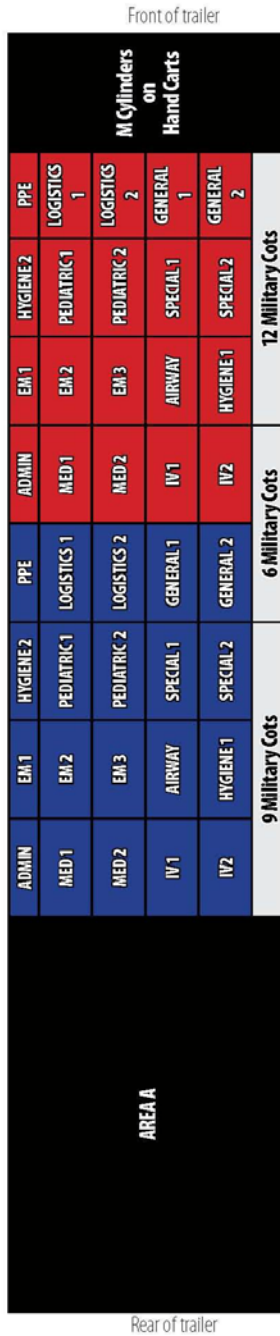 Front of trailer
AREA A
ADMIN EM 1 HYGIENE 2 PPE ADMIN EM 1 HYGIENE 2 PPE
MED 1 EM 2 PEDIATRIC 1 LOGISTICS 1 MED 1 EM 2 PEDIATRIC 1 LOGISTICS 1
MED 2 EM 3 PEDIATRIC 2 LOGISTICS 2 MED 2 EM 3 PEDIATRIC 2 LOGISTICS 2
IV 1 AIRWAY SPECIAL 1 GENERAL 1 IV 1 AIRWAY SPECIAL 1 GENERAL 1
IV2 HYGIENE 1 SPECIAL 2 GENERAL 2 IV2 HYGIENE 1 SPECIAL 2 GENERAL 2
9 Military Cots 6 Military Cots 12 Military Cots
M Cylinders
on
Hand Carts
Rear of trailer